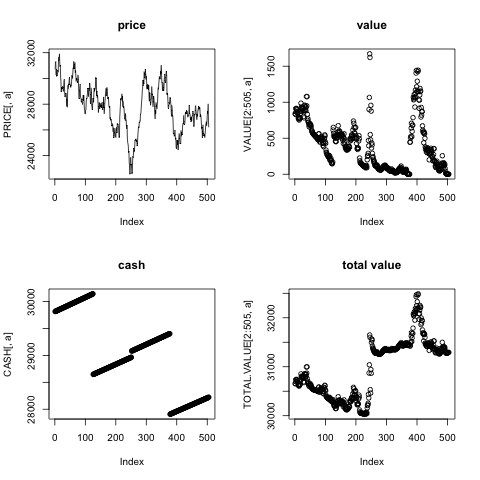 price
PRICE[, a]
24000 28000 32000
0 100 200 300 400 500
Index
value
VALUE[2:505, a]
0 500 1000 1500
0 100 200 300 400 500
Index
cash
CASH[, a]
28000 29000 30000
0 100 200 300 400 500
Index
total value
TOTAL.VALUE[2:505, a]
30000 31000 32000
0 100 200 300 400 500
Index